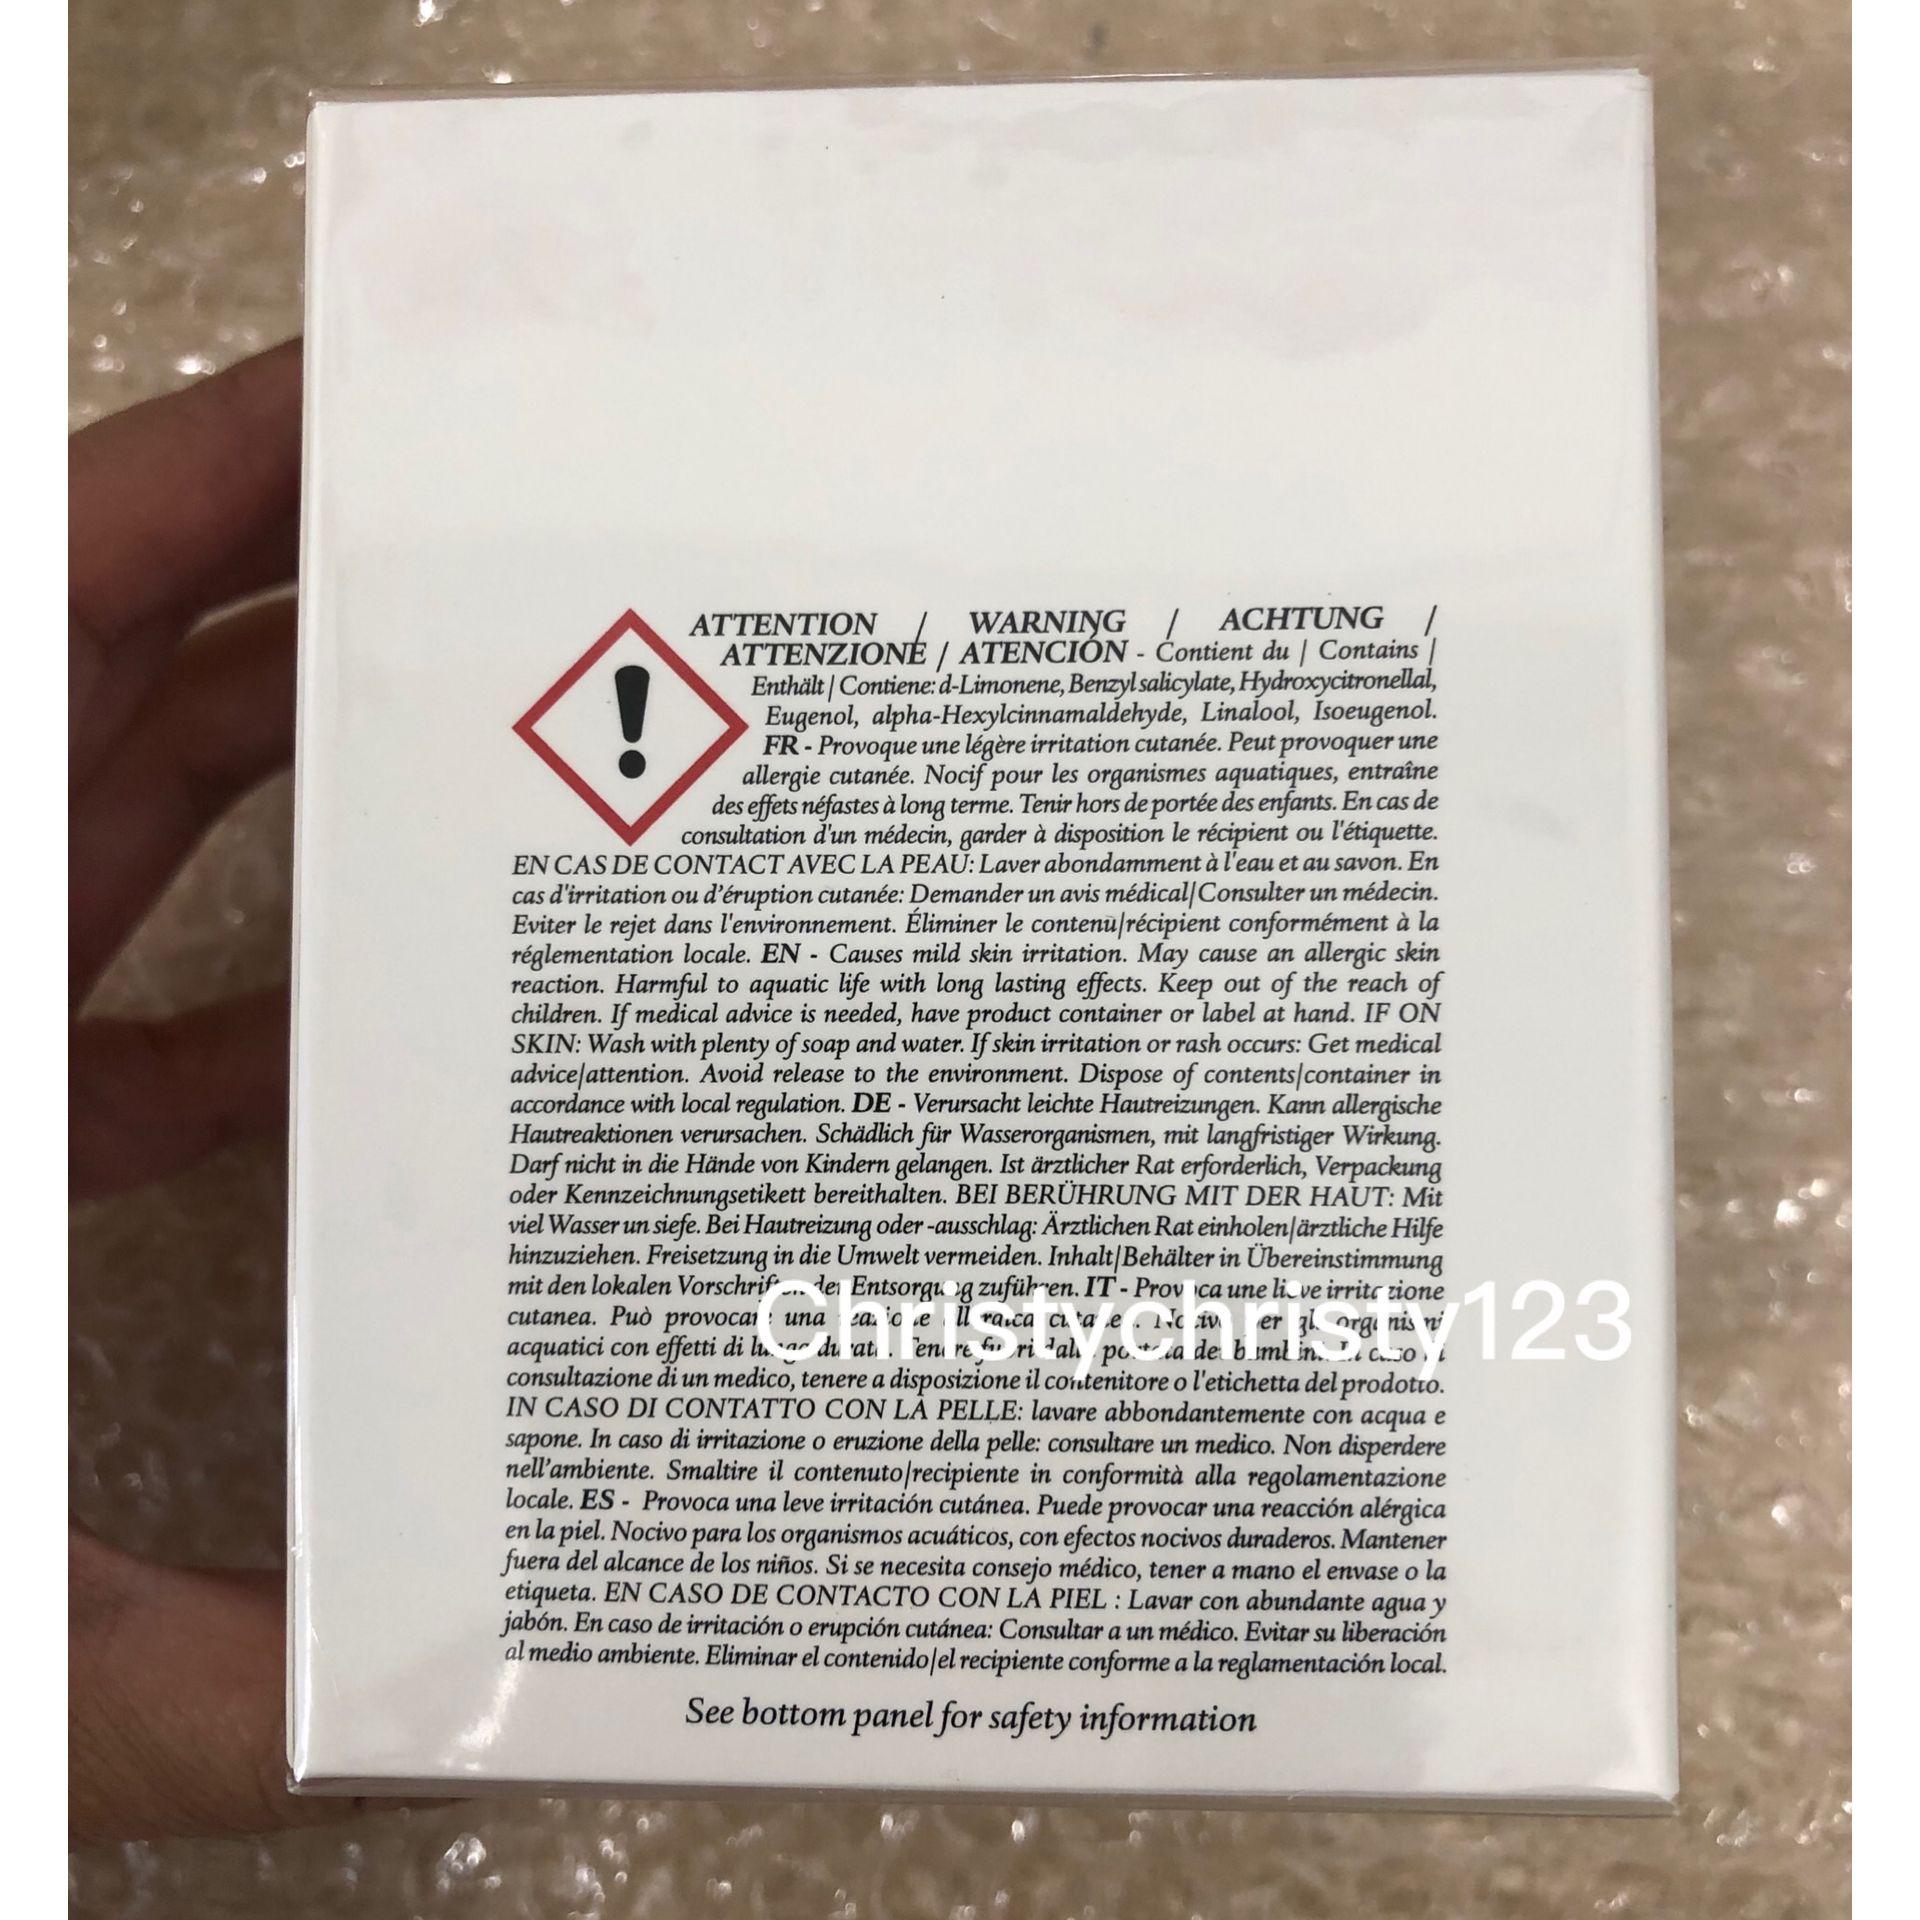 ATTENTION / WARNING / ACHTUNG /
ATTENZIONE / ATENCIÓN - Contient du | Contains |
Enthält | Contiene: d-Limonene, Benzyl salicylate, Hydroxycitronellal,
Eugenol, alpha-Hexylcinnamaldehyde, Linalool, Isoeugenol.
FR - Provoque une légère irritation cutanée. Peut provoquer une
allergie cutanée. Nocif pour les organismes aquatiques, entraîne
des effets néfastes à long terme. Tenir hors de portée des enfants. En cas de
consultation d'un médecin, garder à disposition le récipient ou l'étiquette.
EN CAS DE CONTACT AVEC LA PEAU: Laver abondamment à l'eau et au savon. En
cas d'irritation ou d’éruption cutanée: Demander un avis médical|Consulter un médecin.
Eviter le rejet dans l'environnement. Éliminer le contenu|récipient conformément à la
réglementation locale. EN - Causes mild skin irritation. May cause an allergic skin
reaction. Harmful to aquatic life with long lasting effects. Keep out of the reach of
children. If medical advice is needed, have product container or label at hand. IF ON
SKIN: Wash with plenty of soap and water. If skin irritation or rash occurs: Get medical
advice|attention. Avoid release to the environment. Dispose of contents|container in
accordance with local regulation. DE - Verursacht leichte Hautreizungen. Kann allergische
Hautreaktionen verursachen. Schädlich für Wasserorganismen, mit langfristiger Wirkung.
Darf nicht in die Hände von Kindern gelangen. Ist ärztlicher Rat erforderlich, Verpackung
oder Kennzeichnungsetikett bereithalten. BEI BERÜHRUNG MIT DER HAUT: Mit
viel Wasser un siefe. Bei Hautreizung oder -ausschlag: Ärztlichen Rat einholen|ärztliche Hilfe
hinzuziehen. Freisetzung in die Umwelt vermeiden. Inhalt|Behälter in Übereinstimmung
mit den lokalen Vorschriften der Entsorgung zuführen. IT - Provoca une lieve irritazione
Christychristy123
cutanea. Può provocare una reazione allergica cutanea. Nocivo per gli organismi
acquatici con effetti di lunga durata. Tenere fuori dalla portata dei bambini. In caso di
consultazione di un medico, tenere a disposizione il contenitore o l'etichetta del prodotto.
IN CASO DI CONTATTO CON LA PELLE: lavare abbondantemente con acqua e
sapone. In caso di irritazione o eruzione della pelle: consultare un medico. Non disperdere
nell’ambiente. Smaltire il contenuto|recipiente in conformità alla regolamentazione
locale. ES - Provoca una leve irritación cutánea. Puede provocar una reacción alérgica
en la piel. Nocivo para los organismos acuáticos, con efectos nocivos duraderos. Mantener
fuera del alcance de los niños. Si se necesita consejo médico, tener a mano el envase o la
etiqueta. EN CASO DE CONTACTO CON LA PIEL : Lavar con abundante agua y
jabón. En caso de irritación o erupción cutánea: Consultar a un médico. Evitar su liberación
al medio ambiente. Eliminar el contenido|el recipiente conforme a la reglamentación local.
See bottom panel for safety information